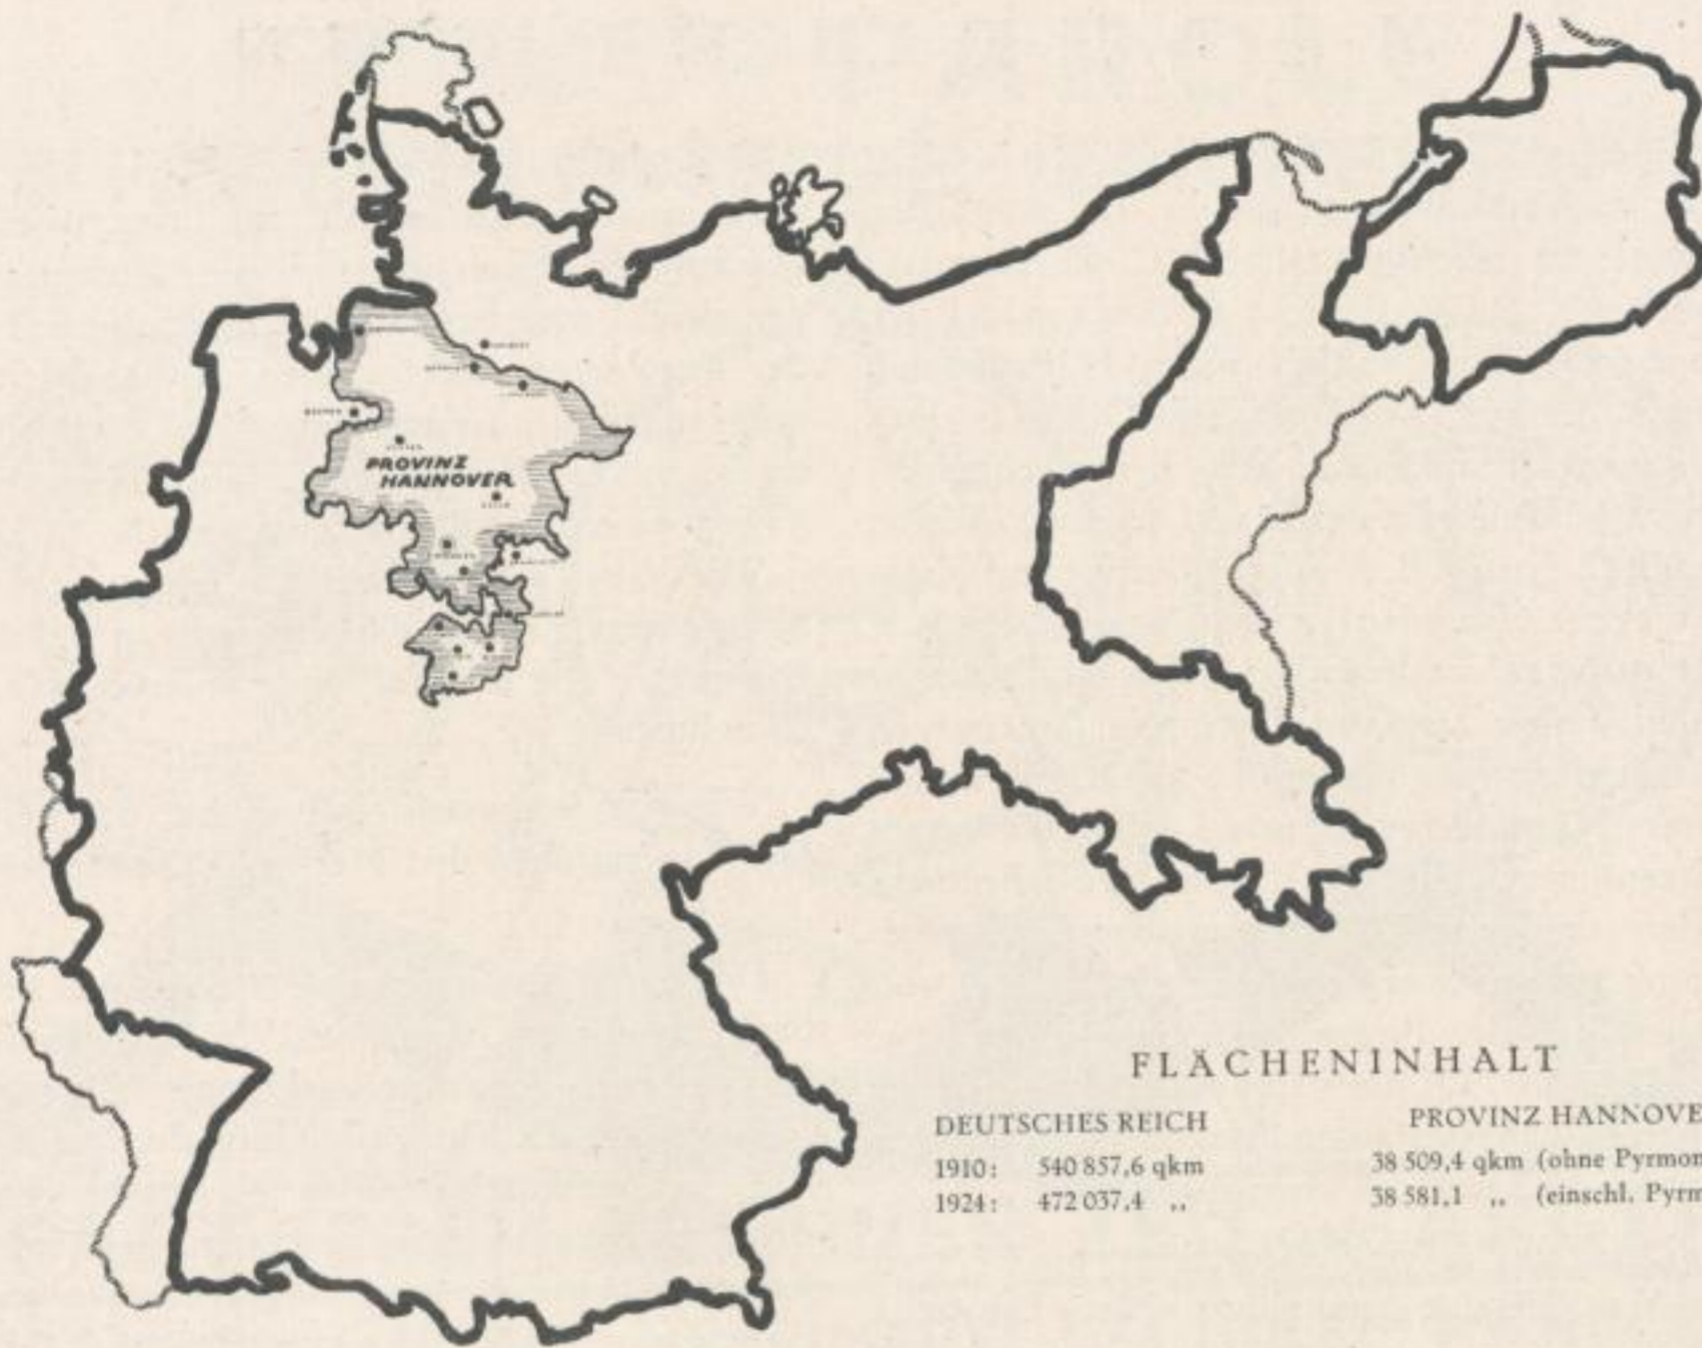 PROVINZ
HANNOVER
FLÄCHENINHALT
DEUTSCHES REICH
1910: 540 857,6 qkm
1924: 472 037,4 „
PROVINZ HANNOVE
38 509,4 qkm (ohne Pyrmon
38 581,1 „ (einschl. Pyrm